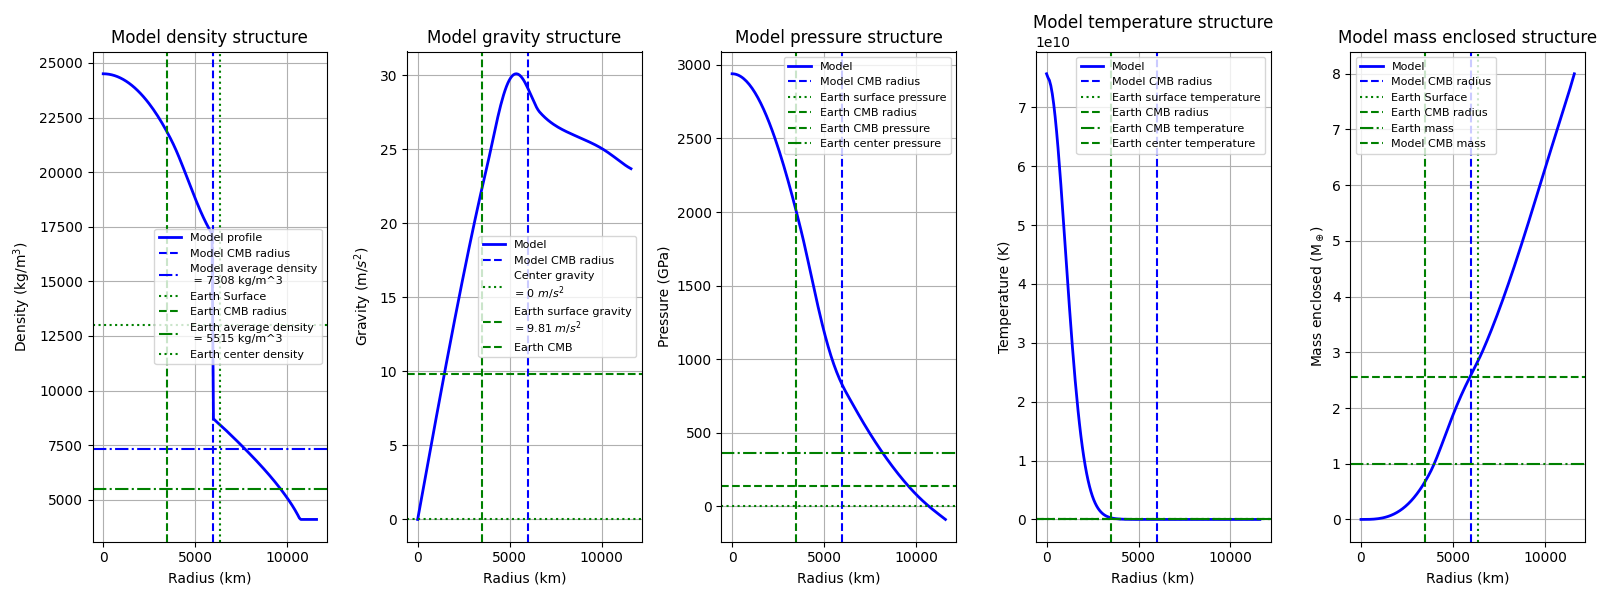 Model density structure
Density (kg/m³)
25000
22500
20000
17500
15000
12500
10000
7500
5000
Model profile
Model CMB radius
Model average density
= 7308 kg/m^3
Earth Surface
Earth CMB radius
Earth average density
= 5515 kg/m^3
Earth center density
0
5000
10000
Radius (km)
Model gravity structure
Gravity (m/s²)
30
25
20
15
10
5
0
Model
Model CMB radius
Center gravity
= 0 m/s²
Earth surface gravity
= 9.81 m/s²
Earth CMB
0
5000
10000
Radius (km)
Model pressure structure
Pressure (GPa)
3000
2500
2000
1500
1000
500
0
Model
Model CMB radius
Earth surface pressure
Earth CMB radius
Earth CMB pressure
Earth center pressure
0
5000
10000
Radius (km)
Model temperature structure
1e10
Temperature (K)
7
6
5
4
3
2
1
0
Model
Model CMB radius
Earth surface temperature
Earth CMB radius
Earth CMB temperature
Earth center temperature
0
5000
10000
Radius (km)
Model mass enclosed structure
Mass enclosed (M⊕)
8
7
6
5
4
3
2
1
0
Model
Model CMB radius
Earth Surface
Earth CMB radius
Earth mass
Model CMB mass
0
5000
10000
Radius (km)